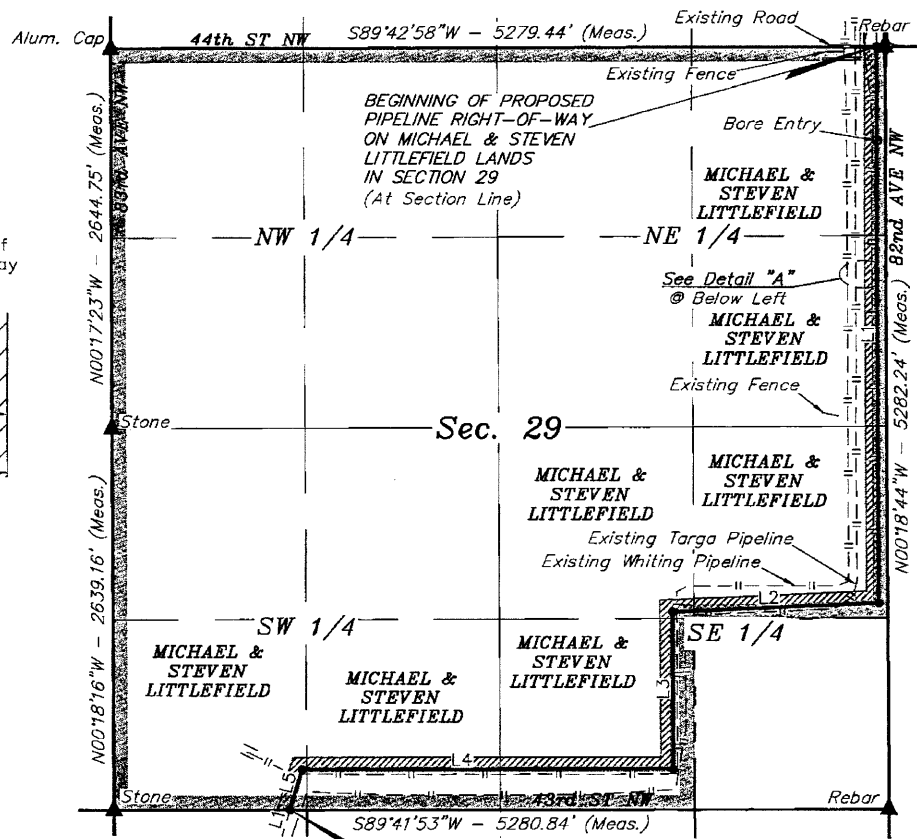 Existing Road
Rebar
Alum. Cap
44th ST NW
S89°42'58"W - 5279.44' (Meas.)
Existing Fence
BEGINNING OF PROPOSED
PIPELINE RIGHT-OF-WAY
ON MICHAEL & STEVEN
LITTLEFIELD LANDS
IN SECTION 29
(At Section Line)
Bore Entry
83rd AVE NW
N00°17'23"W - 2644.75' (Meas.)
MICHAEL &
STEVEN
LITTLEFIELD
82nd AVE NW
NW 1/4
NE 1/4
f
ay
See Detail "A"
@ Below Left
MICHAEL &
STEVEN
LITTLEFIELD
L1
N00°18'44"W - 5282.24' (Meas.)
Existing Fence
Stone
Sec. 29
MICHAEL &
STEVEN
LITTLEFIELD
MICHAEL &
STEVEN
LITTLEFIELD
N00°18'16"W - 2639.16' (Meas.)
Existing Targa Pipeline
Existing Whiting Pipeline
L2
SW 1/4
SE 1/4
MICHAEL &
STEVEN
LITTLEFIELD
MICHAEL &
STEVEN
LITTLEFIELD
MICHAEL &
STEVEN
LITTLEFIELD
L3
L4
L5
Stone
43rd ST NW
Rebar
S89°41'53"W - 5280.84' (Meas.)